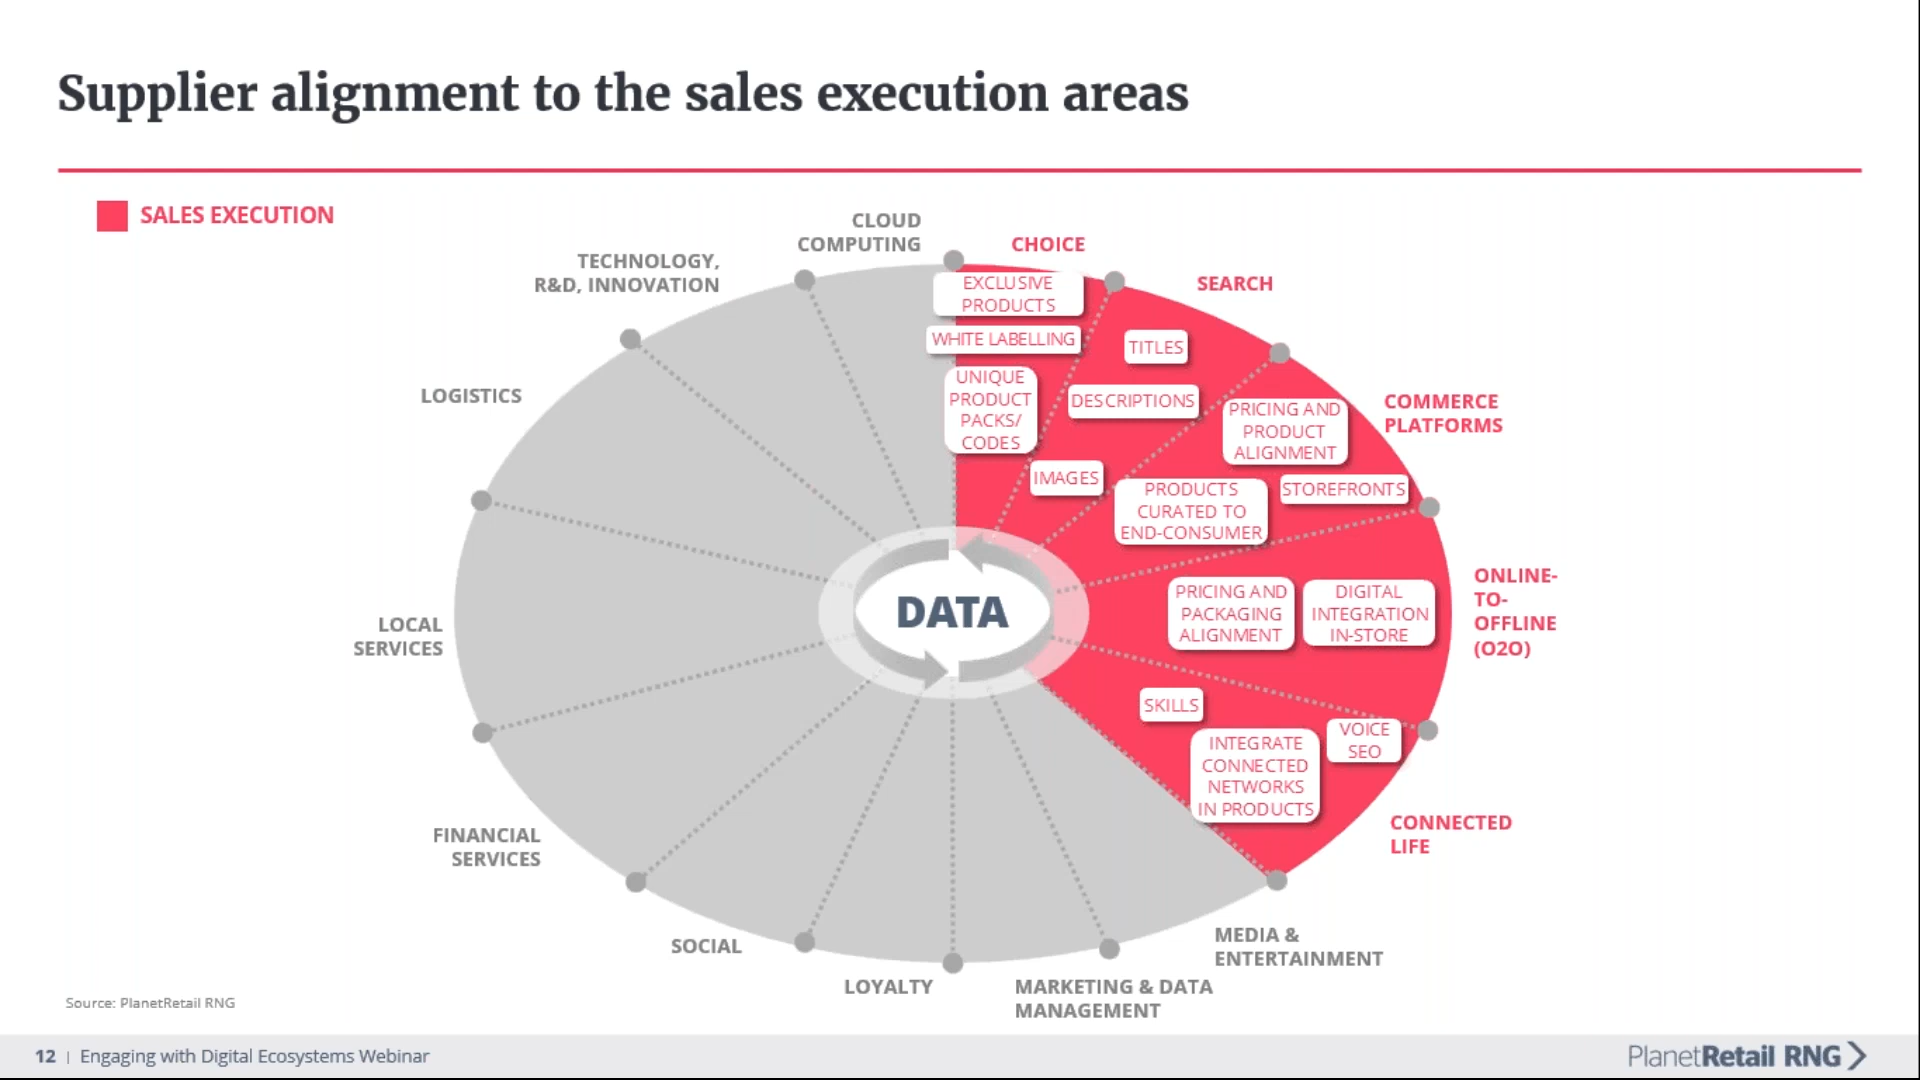 Supplier alignment to the sales execution areas
SALES EXECUTION
CLOUD
COMPUTING
CHOICE
TECHNOLOGY,
R&D, INNOVATION
SEARCH
EXCLUSIVE
PRODUCTS
WHITE LABELLING
TITLES
UNIQUE
PRODUCT
PACKS/
CODES
DESCRIPTIONS
LOGISTICS
COMMERCE
PLATFORMS
PRICING AND
PRODUCT
ALIGNMENT
IMAGES
PRODUCTS
CURATED TO
END-CONSUMER
STOREFRONTS
DATA
PRICING AND
PACKAGING
ALIGNMENT
DIGITAL
INTEGRATION
IN-STORE
ONLINE-
TO-
OFFLINE
(O2O)
LOCAL
SERVICES
SKILLS
VOICE
SEO
INTEGRATE
CONNECTED
NETWORKS
IN PRODUCTS
CONNECTED
LIFE
FINANCIAL
SERVICES
SOCIAL
LOYALTY
MARKETING & DATA
MANAGEMENT
MEDIA &
ENTERTAINMENT
Source: PlanetRetail RNG
12 | Engaging with Digital Ecosystems Webinar
PlanetRetail RNG